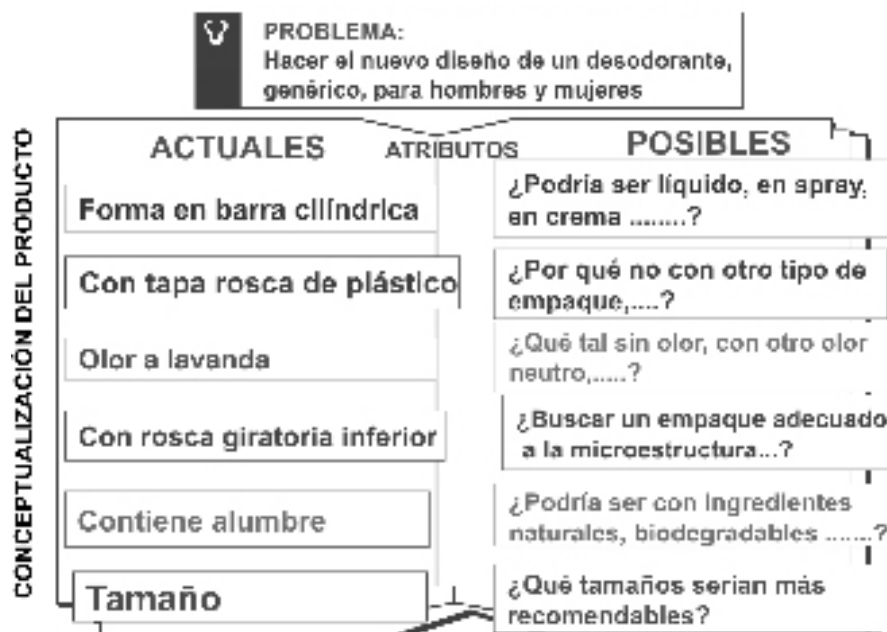 PROBLEMA:
Hacer el nuevo diseño de un desodorante,
genérico, para hombres y mujeres
CONCEPTUALIZACIÓN DEL PRODUCTO
ACTUALES
ATRIBUTOS
POSIBLES
Forma en barra cilíndrica
¿Podría ser líquido, en spray,
en crema ........?
Con tapa rosca de plástico
¿Por qué no con otro tipo de
empaque,....?
Olor a lavanda
¿Qué tal sin olor, con otro olor
neutro,.....?
Con rosca giratoria inferior
¿Buscar un empaque adecuado
a la microestructura...?
Contiene alumbre
¿Podría ser con ingredientes
naturales, biodegradables .......?
Tamaño
¿Qué tamaños serian más
recomendables?